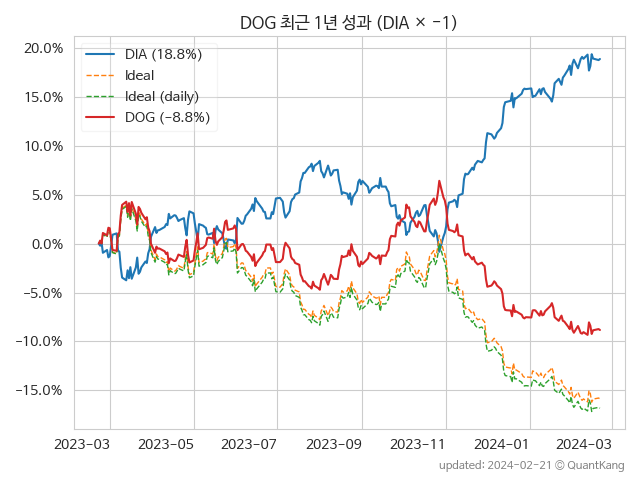 DOG 최근 1년 성과 (DIA × -1)
20.0%
15.0%
10.0%
5.0%
0.0%
-5.0%
-10.0%
-15.0%
DIA (18.8%)
Ideal
Ideal (daily)
DOG (-8.8%)
2023-03 2023-05 2023-07 2023-09 2023-11 2024-01 2024-03
updated: 2024-02-21 © QuantKang